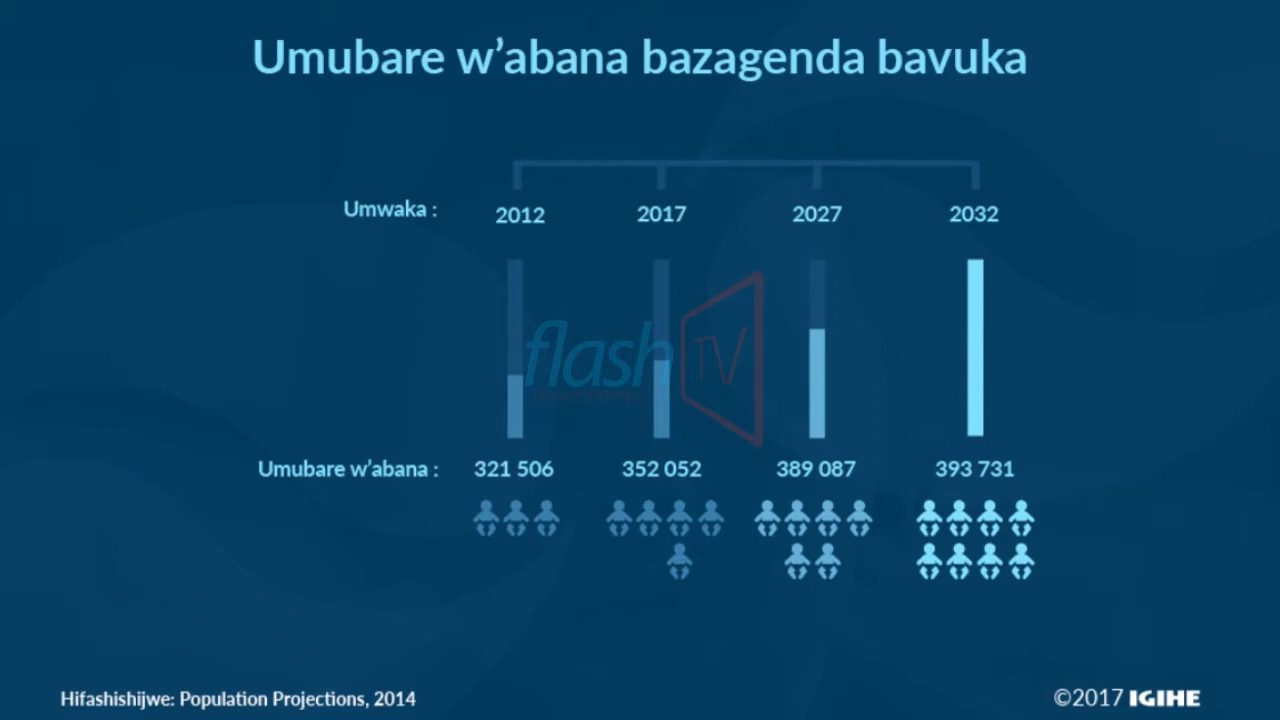 Umubare w’abana bazagenda bavuka
Umwaka : 2012 2017 2027 2032
flash TV
Umubare w’abana : 321 506 352 052 389 087 393 731
Hifashishijwe: Population Projections, 2014
©2017 IGIHE